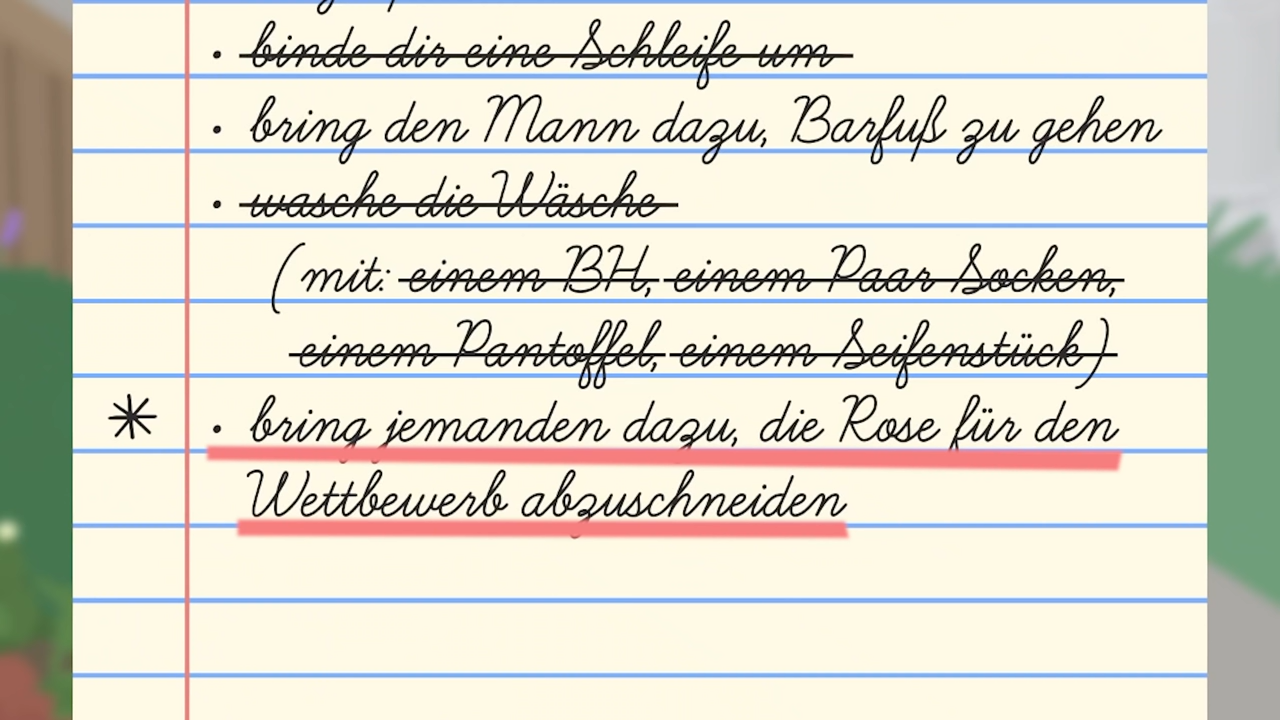 • binde dir eine Schleife um
• bring den Mann dazu, Barfuß zu gehen
• wasche die Wäsche
(mit: einem BH, einem Paar Socken,
einem Pantoffel, einem Seifenstück)
* • bring jemanden dazu, die Rose für den
Wettbewerb abzuschneiden